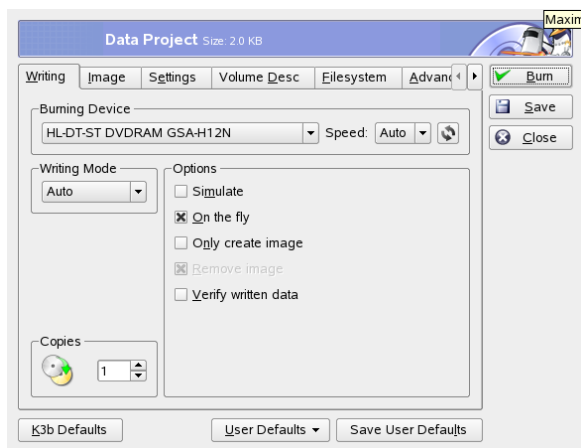 Maxim
Data Project Size: 2.0 KB
Writing Image Settings Volume Desc Filesystem Advanc
Burn
Save
Close
Burning Device
HL-DT-ST DVDRAM GSA-H12N Speed: Auto
Writing Mode
Auto
Options
Simulate
On the fly
Only create image
Remove image
Verify written data
Copies
1
K3b Defaults User Defaults Save User Defaults